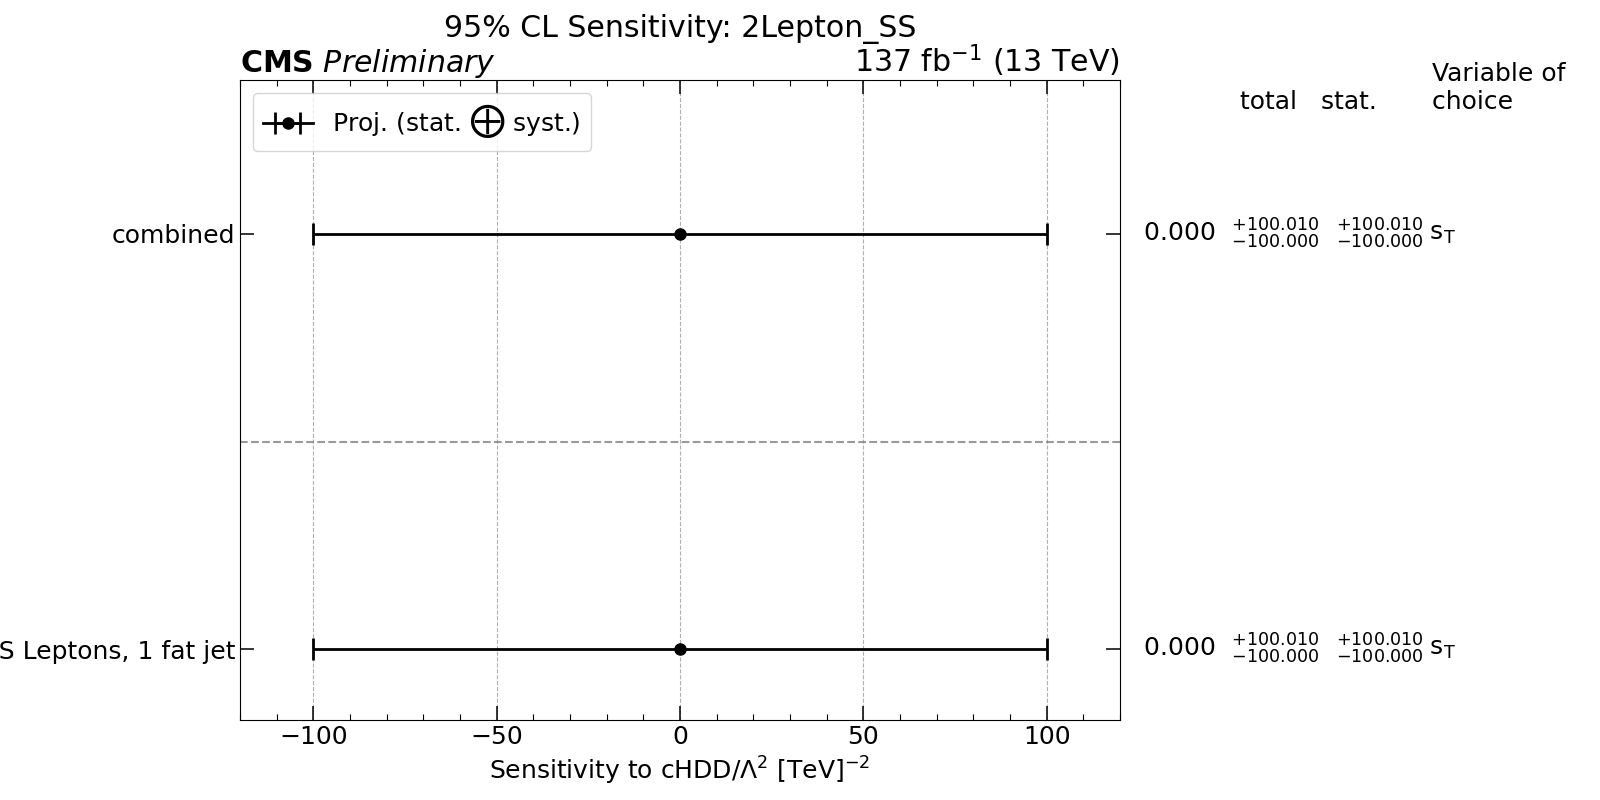 95% CL Sensitivity: 2Lepton_SS
CMS Preliminary 137 fb⁻¹ (13 TeV)
Variable of
total stat. choice
Proj. (stat. ⊕ syst.)
combined 0.000 +100.010 −100.000 +100.010 −100.000 s_T
S Leptons, 1 fat jet 0.000 +100.010 −100.000 +100.010 −100.000 s_T
−100 −50 0 50 100
Sensitivity to cHDD/Λ² [TeV]⁻²